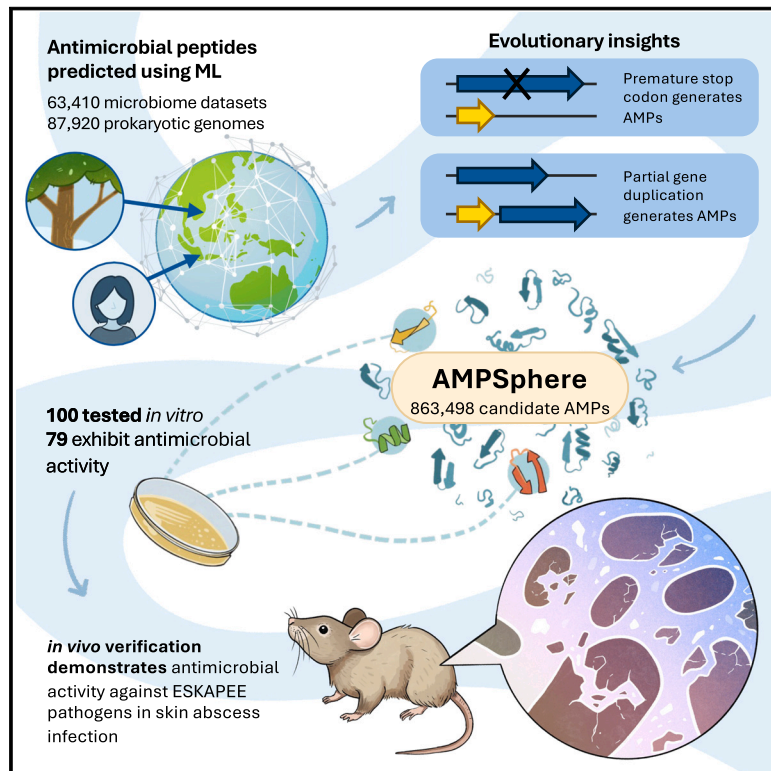 Antimicrobial peptides
predicted using ML
63,410 microbiome datasets
87,920 prokaryotic genomes
Evolutionary insights
Premature stop
codon generates
AMPs
Partial gene
duplication
generates AMPs
AMPSphere
863,498 candidate AMPs
100 tested in vitro
79 exhibit antimicrobial
activity
in vivo verification
demonstrates antimicrobial
activity against ESKAPEE
pathogens in skin abscess
infection